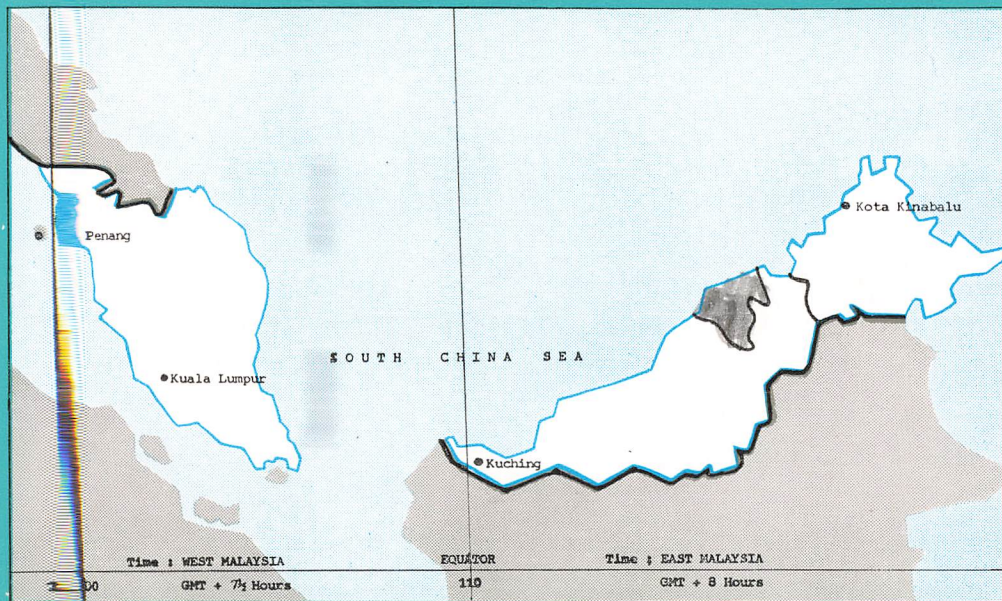 Kota Kinabalu
Penang
SOUTH CHINA SEA
Kuala Lumpur
Kuching
Time : WEST MALAYSIA
EQUATOR
Time ; EAST MALAYSIA
00
GMT + 7½ Hours
110
GMT + 8 Hours